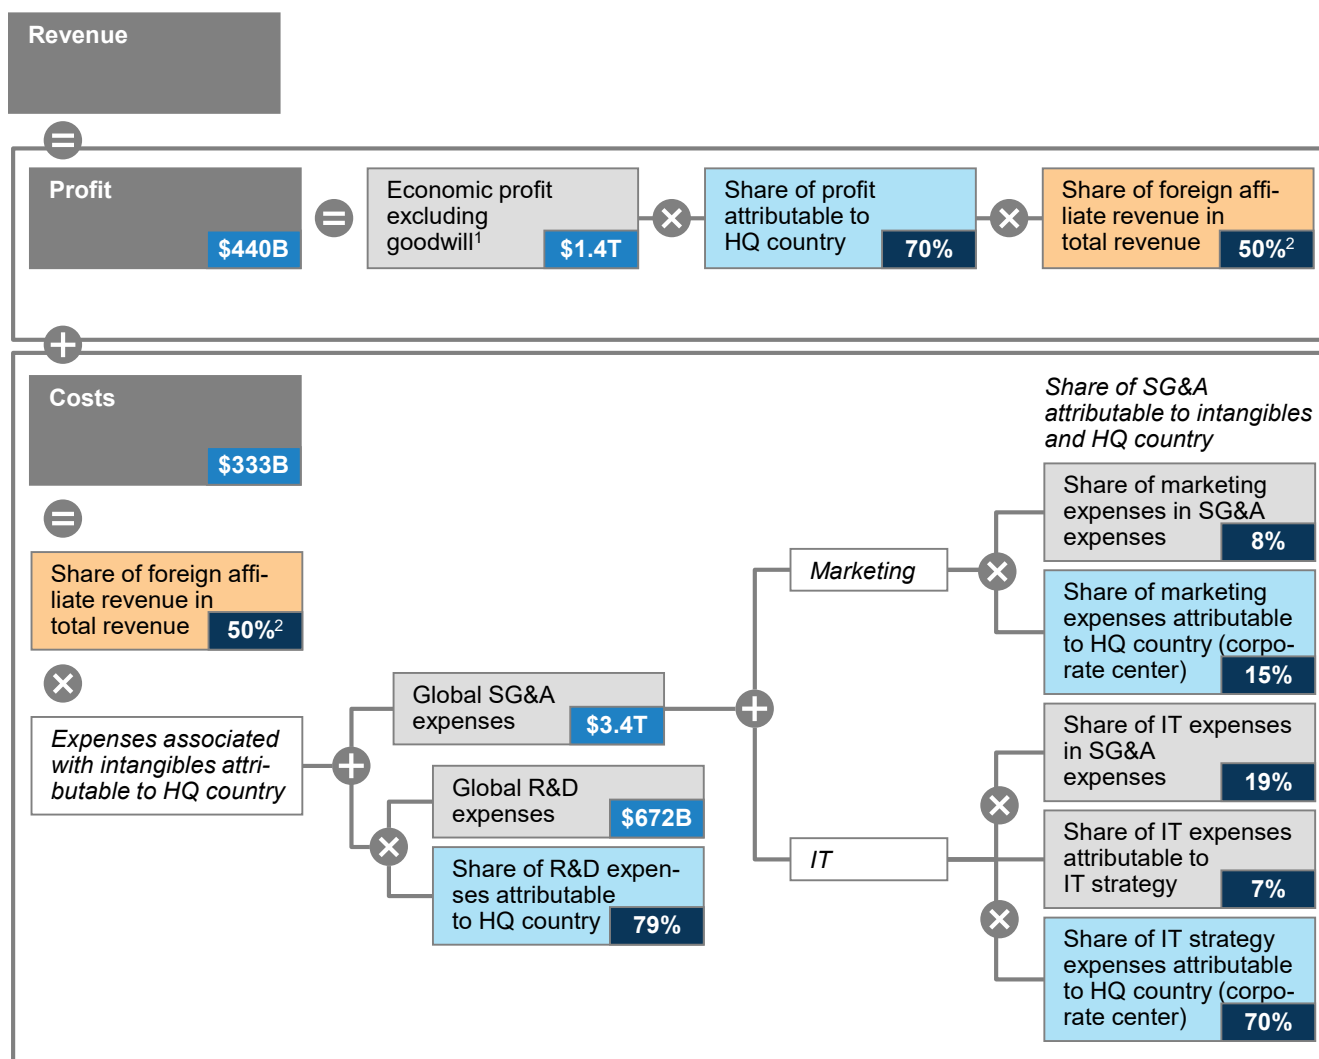 Revenue
Profit
$440B
Economic profit
excluding
goodwill¹
$1.4T
Share of profit
attributable to
HQ country
70%
Share of foreign affi-
liate revenue in
total revenue
50%²
Costs
$333B
Share of foreign affi-
liate revenue in
total revenue
50%²
Expenses associated
with intangibles attri-
butable to HQ country
Global SG&A
expenses
$3.4T
Global R&D
expenses
$672B
Share of R&D expen-
ses attributable
to HQ country
79%
Marketing
IT
Share of SG&A
attributable to intangibles
and HQ country
Share of marketing
expenses in SG&A
expenses
8%
Share of marketing
expenses attributable
to HQ country (corpo-
rate center)
15%
Share of IT expenses
in SG&A
expenses
19%
Share of IT expenses
attributable to
IT strategy
7%
Share of IT strategy
expenses attributable
to HQ country (corpo-
rate center)
70%